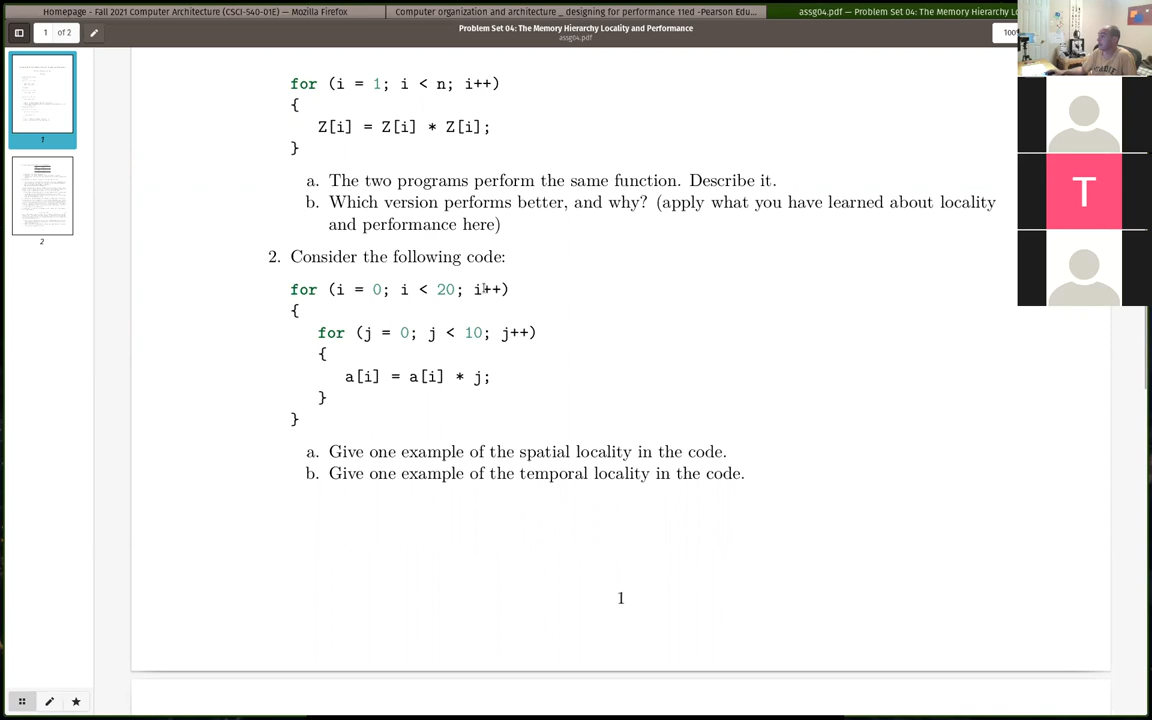 Homepage - Fall 2021 Computer Architecture (CSCI-540-01E) — Mozilla Firefox
Computer organization and architecture _ designing for performance 11ed -Pearson Edu...
assg04.pdf — Problem Set 04: The Memory Hierarchy Lo
1 of 2
Problem Set 04: The Memory Hierarchy Locality and Performance
assg04.pdf
100%
for (i = 1; i < n; i++)
{
Z[i] = Z[i] * Z[i];
}
a. The two programs perform the same function. Describe it.
b. Which version performs better, and why? (apply what you have learned about locality
and performance here)
2. Consider the following code:
for (i = 0; i < 20; i++)
{
for (j = 0; j < 10; j++)
{
a[i] = a[i] * j;
}
}
a. Give one example of the spatial locality in the code.
b. Give one example of the temporal locality in the code.
1
1
2
T